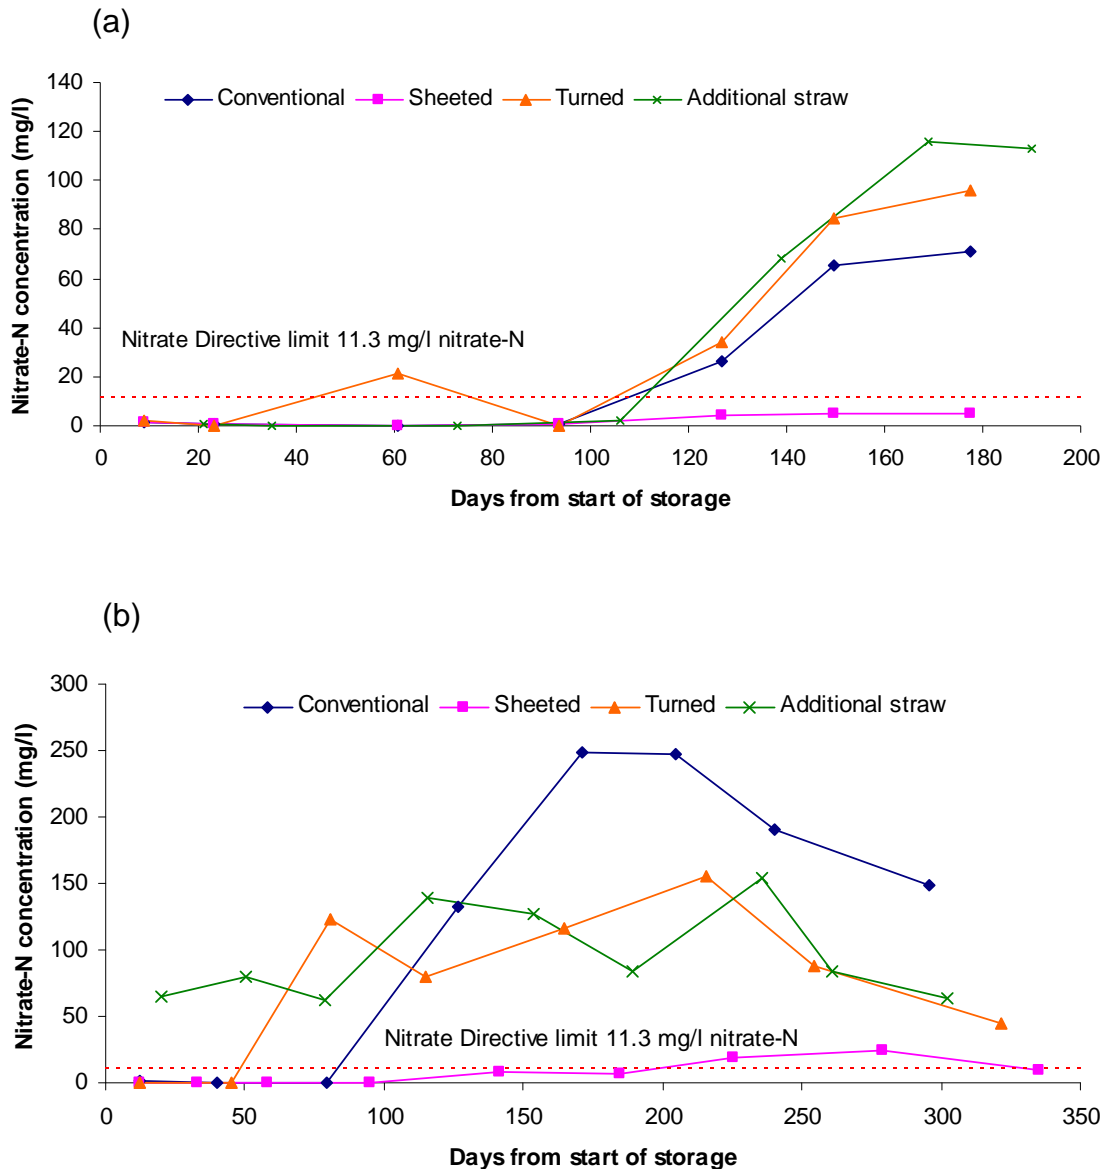 (a)
140
120
100
80
60
40
20
0
Nitrate-N concentration (mg/l)
Conventional Sheeted Turned Additional straw
Nitrate Directive limit 11.3 mg/l nitrate-N
0 20 40 60 80 100 120 140 160 180 200
Days from start of storage
(b)
300
250
200
150
100
50
0
Nitrate-N concentration (mg/l)
Conventional Sheeted Turned Additional straw
Nitrate Directive limit 11.3 mg/l nitrate-N
0 50 100 150 200 250 300 350
Days from start of storage